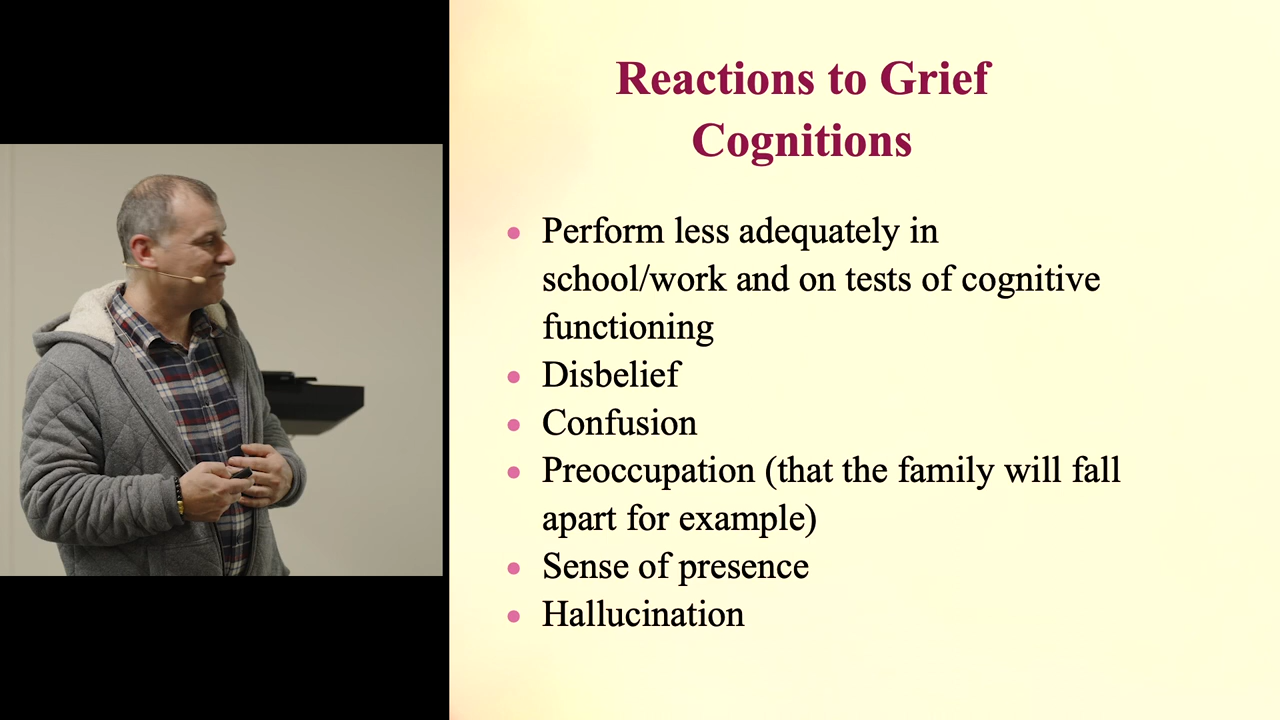 Reactions to Grief
Cognitions
• Perform less adequately in
school/work and on tests of cognitive
functioning
• Disbelief
• Confusion
• Preoccupation (that the family will fall
apart for example)
• Sense of presence
• Hallucination